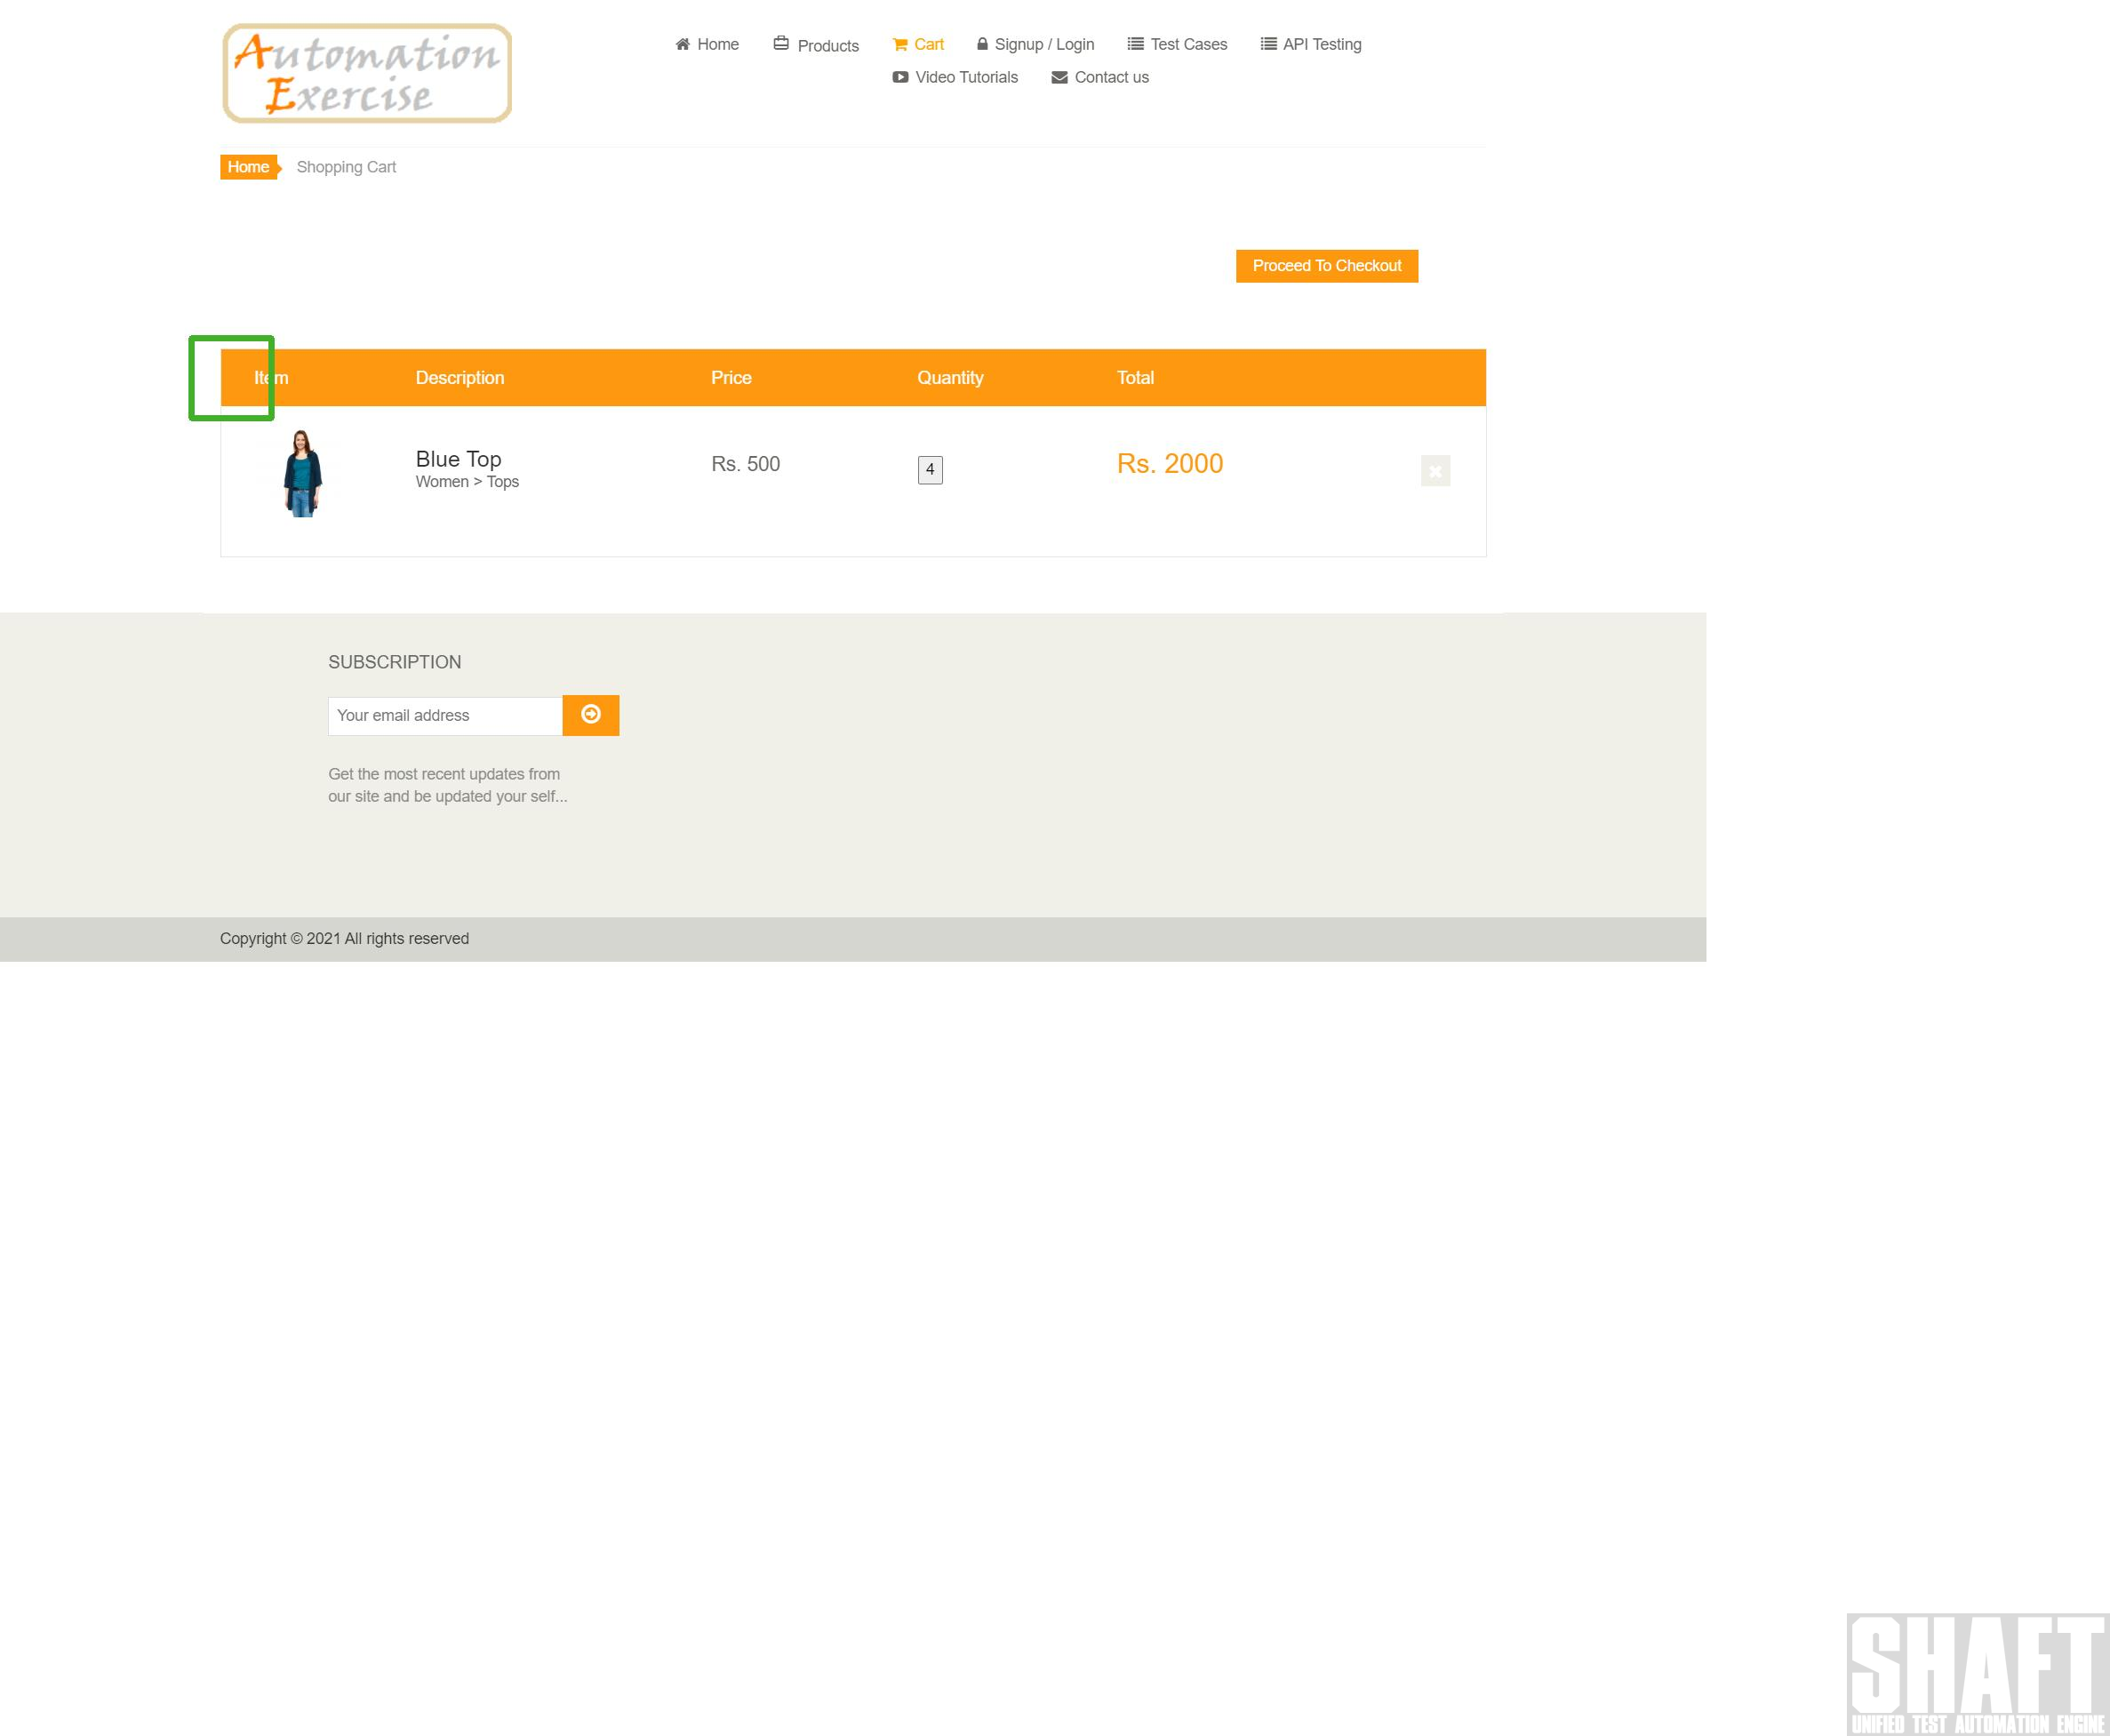 Automation
Exercise
Home Products Cart Signup / Login Test Cases API Testing
Video Tutorials Contact us
Home Shopping Cart
Proceed To Checkout
Item Description Price Quantity Total
Blue Top Rs. 500 4 Rs. 2000
Women > Tops
SUBSCRIPTION
Your email address
Get the most recent updates from
our site and be updated your self...
Copyright © 2021 All rights reserved
SHAFT
UNIFIED TEST AUTOMATION ENGINE